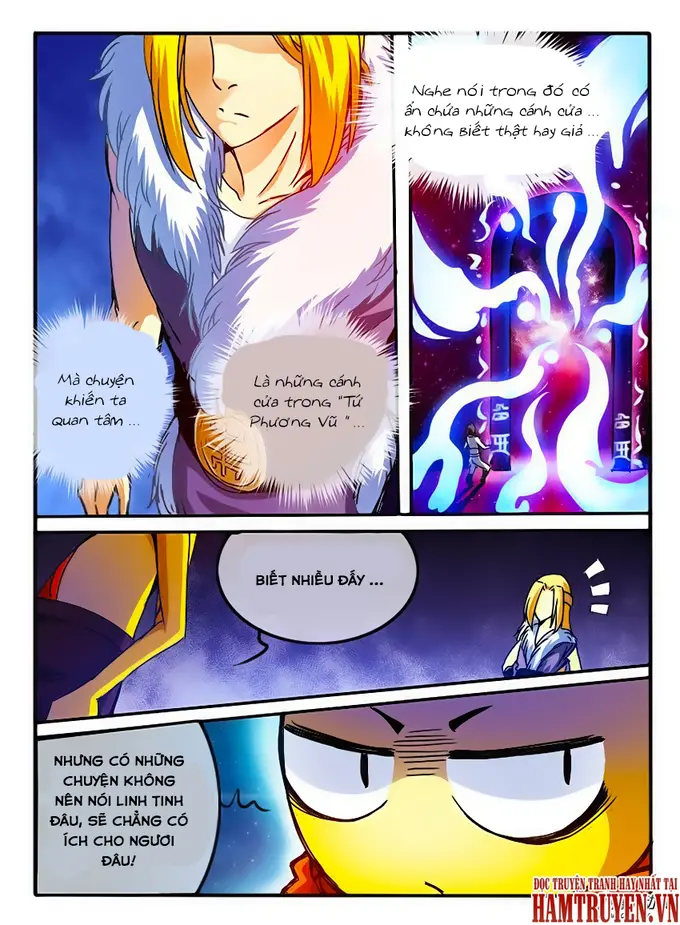 Mà chuyện
khiến ta
quan tâm ...
Là những cánh
cửa trong "Tứ
Phương Vũ "...
Nghe nói trong đó có
ẩn chứa những cánh cửa ...
không biết thật hay giả ...
BIẾT NHIỀU ĐẤY ...
NHƯNG CÓ NHỮNG
CHUYỆN KHÔNG
NÊN NÓI LINH TINH
ĐÂU, SẼ CHẲNG CÓ
ÍCH CHO NGƯƠI
ĐÂU!
ĐỌC TRUYỆN TRANH HAY NHẤT TẠI
HAMTRUYEN.VN